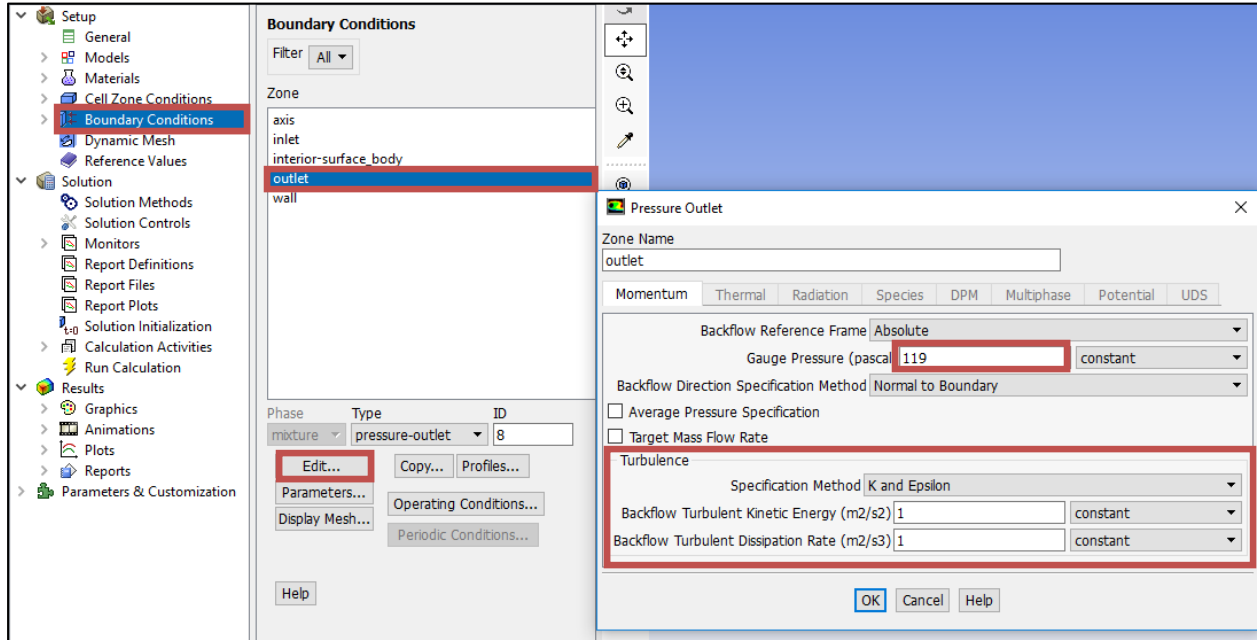 Setup
General
Models
Materials
Cell Zone Conditions
Boundary Conditions
Dynamic Mesh
Reference Values
Solution
Solution Methods
Solution Controls
Monitors
Report Definitions
Report Files
Report Plots
t=0 Solution Initialization
Calculation Activities
Run Calculation
Results
Graphics
Animations
Plots
Reports
Parameters & Customization
Boundary Conditions
Filter All
Zone
axis
inlet
interior-surface_body
outlet
wall
Phase Type ID
mixture pressure-outlet 8
Edit... Copy... Profiles...
Parameters... Operating Conditions...
Display Mesh... Periodic Conditions...
Help
Pressure Outlet
Zone Name
outlet
Momentum Thermal Radiation Species DPM Multiphase Potential UDS
Backflow Reference Frame Absolute
Gauge Pressure (pascal 119 constant
Backflow Direction Specification Method Normal to Boundary
Average Pressure Specification
Target Mass Flow Rate
Turbulence
Specification Method K and Epsilon
Backflow Turbulent Kinetic Energy (m2/s2) 1 constant
Backflow Turbulent Dissipation Rate (m2/s3) 1 constant
OK Cancel Help